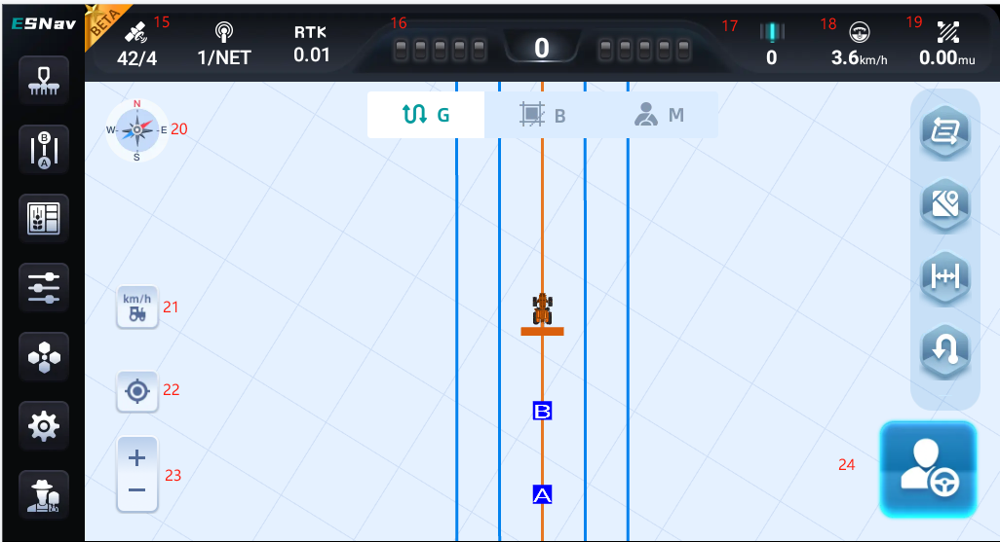 ESNav
BETA
15
42/4
1/NET
RTK
0.01
16
0
17
0
18
3.6km/h
19
0.00mu
N
W
E
S
20
G
B
M
B
A
km/h
21
22
+
−
23
B
A
24
No